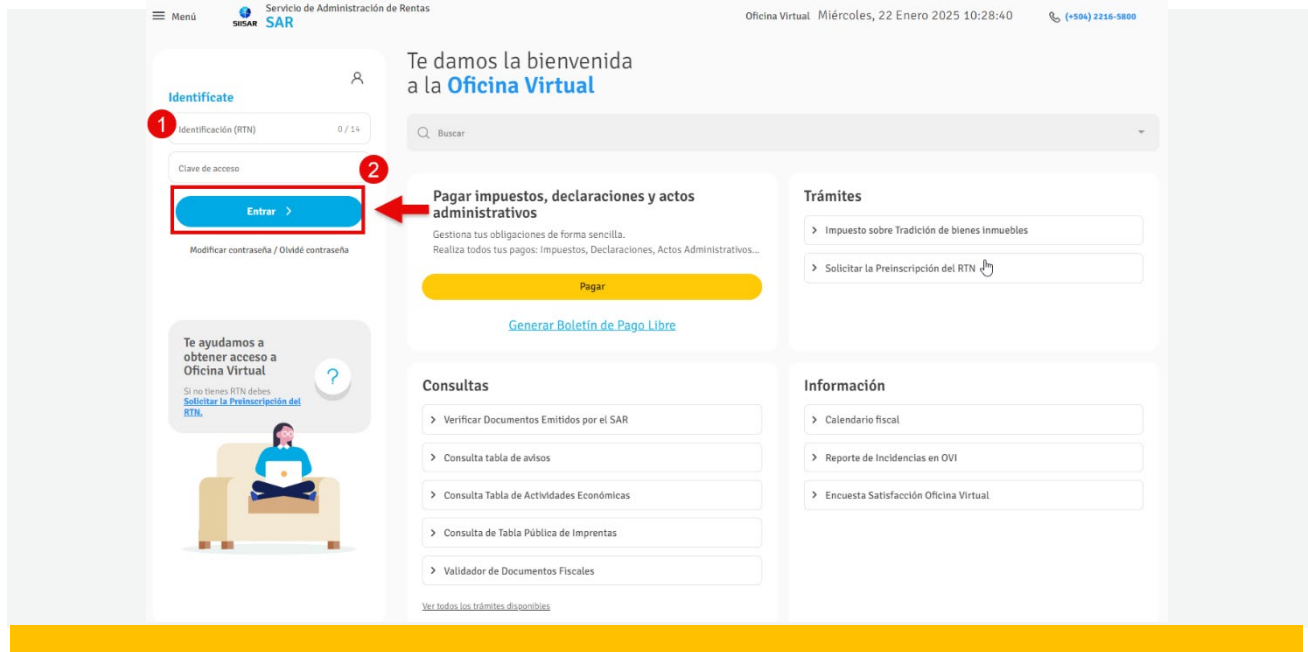 Menú
SIISAR
Servicio de Administración de Rentas
SAR
Oficina Virtual Miércoles, 22 Enero 2025 10:28:40
(+504) 2216-5800
Identifícate
1
Identificación (RTN) 0 / 14
Clave de acceso
2
Entrar >
Modificar contraseña / Olvidé contraseña
Te ayudamos a
obtener acceso a
Oficina Virtual
?
Si no tienes RTN debes
Solicitar la Preinscripción del
RTN.
Te damos la bienvenida
a la Oficina Virtual
Buscar
Pagar impuestos, declaraciones y actos
administrativos
Gestiona tus obligaciones de forma sencilla.
Realiza todos tus pagos: Impuestos, Declaraciones, Actos Administrativos...
Pagar
Generar Boletín de Pago Libre
Trámites
> Impuesto sobre Tradición de bienes inmuebles
> Solicitar la Preinscripción del RTN
Consultas
> Verificar Documentos Emitidos por el SAR
> Consulta tabla de avisos
> Consulta Tabla de Actividades Económicas
> Consulta de Tabla Pública de Imprentas
> Validador de Documentos Fiscales
Ver todos los trámites disponibles
Información
> Calendario fiscal
> Reporte de Incidencias en OVI
> Encuesta Satisfacción Oficina Virtual